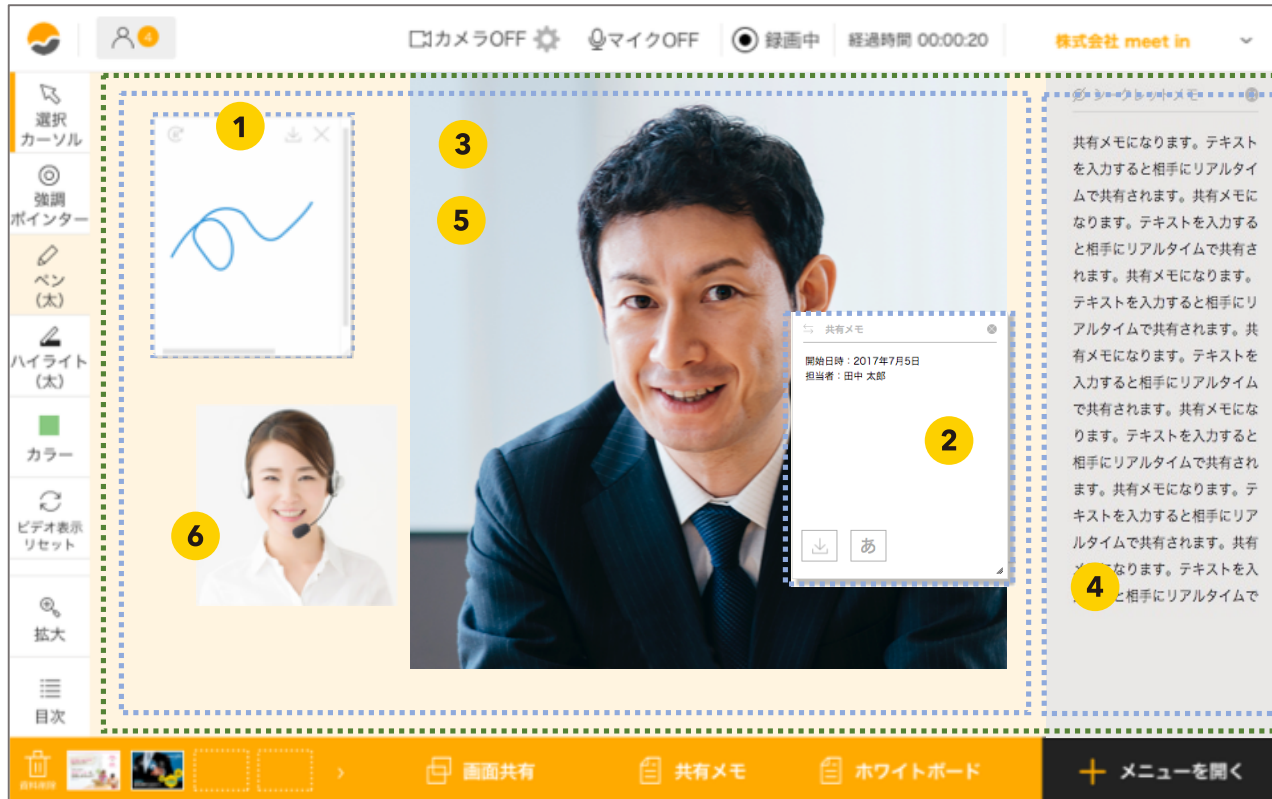 4
カメラOFF
マイクOFF
録画中
経過時間 00:00:20
株式会社 meet in
選択
カーソル
強調
ポインター
ペン
(太)
ハイライト
(太)
カラー
ビデオ表示
リセット
拡大
目次
1
3
5
6
共有メモ
開始日時：2017年7月5日
担当者：田中 太郎
2
あ
シークレットメモ
共有メモになります。テキスト
を入力すると相手にリアルタイ
ムで共有されます。共有メモに
なります。テキストを入力する
と相手にリアルタイムで共有さ
れます。共有メモになります。
テキストを入力すると相手にリ
アルタイムで共有されます。共
有メモになります。テキストを
入力すると相手にリアルタイム
で共有されます。共有メモにな
ります。テキストを入力すると
相手にリアルタイムで共有され
ます。共有メモになります。テ
キストを入力すると相手にリア
ルタイムで共有されます。共有
なります。テキストを入
と相手にリアルタイムで
4
資料削除
画面共有
共有メモ
ホワイトボード
メニューを開く